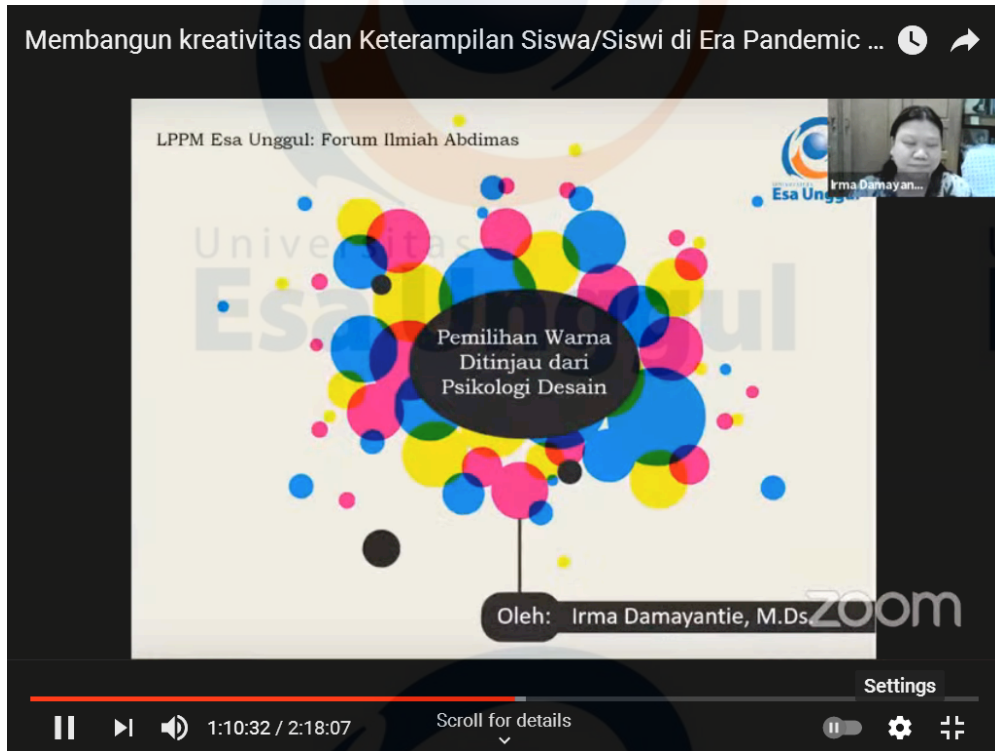 Membangun kreativitas dan Keterampilan Siswa/Siswi di Era Pandemic ...
LPPM Esa Unggul: Forum Ilmiah Abdimas
Esa Unggul
Irma Damayan...
Universitas
Esa Unggul
Pemilihan Warna
Ditinjau dari
Psikologi Desain
Oleh: Irma Damayantie, M.Ds.
zoom
Settings
1:10:32 / 2:18:07
Scroll for details